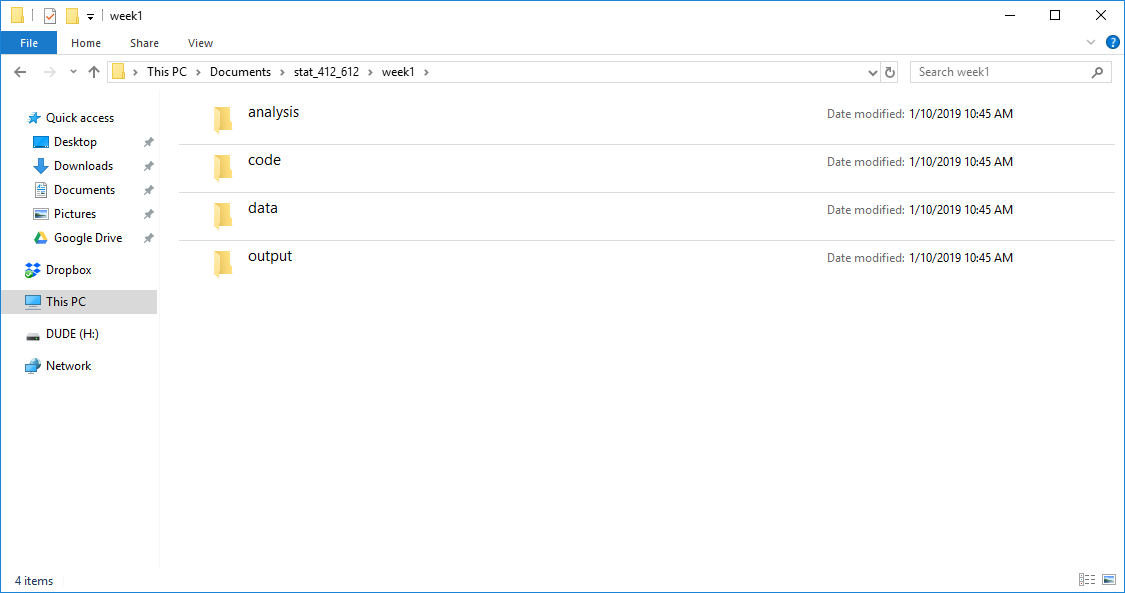 week1
File Home Share View
This PC Documents stat_412_612 week1 Search week1
Quick access
Desktop
Downloads
Documents
Pictures
Google Drive
Dropbox
This PC
DUDE (H:)
Network
analysis Date modified: 1/10/2019 10:45 AM
code Date modified: 1/10/2019 10:45 AM
data Date modified: 1/10/2019 10:45 AM
output Date modified: 1/10/2019 10:45 AM
4 items